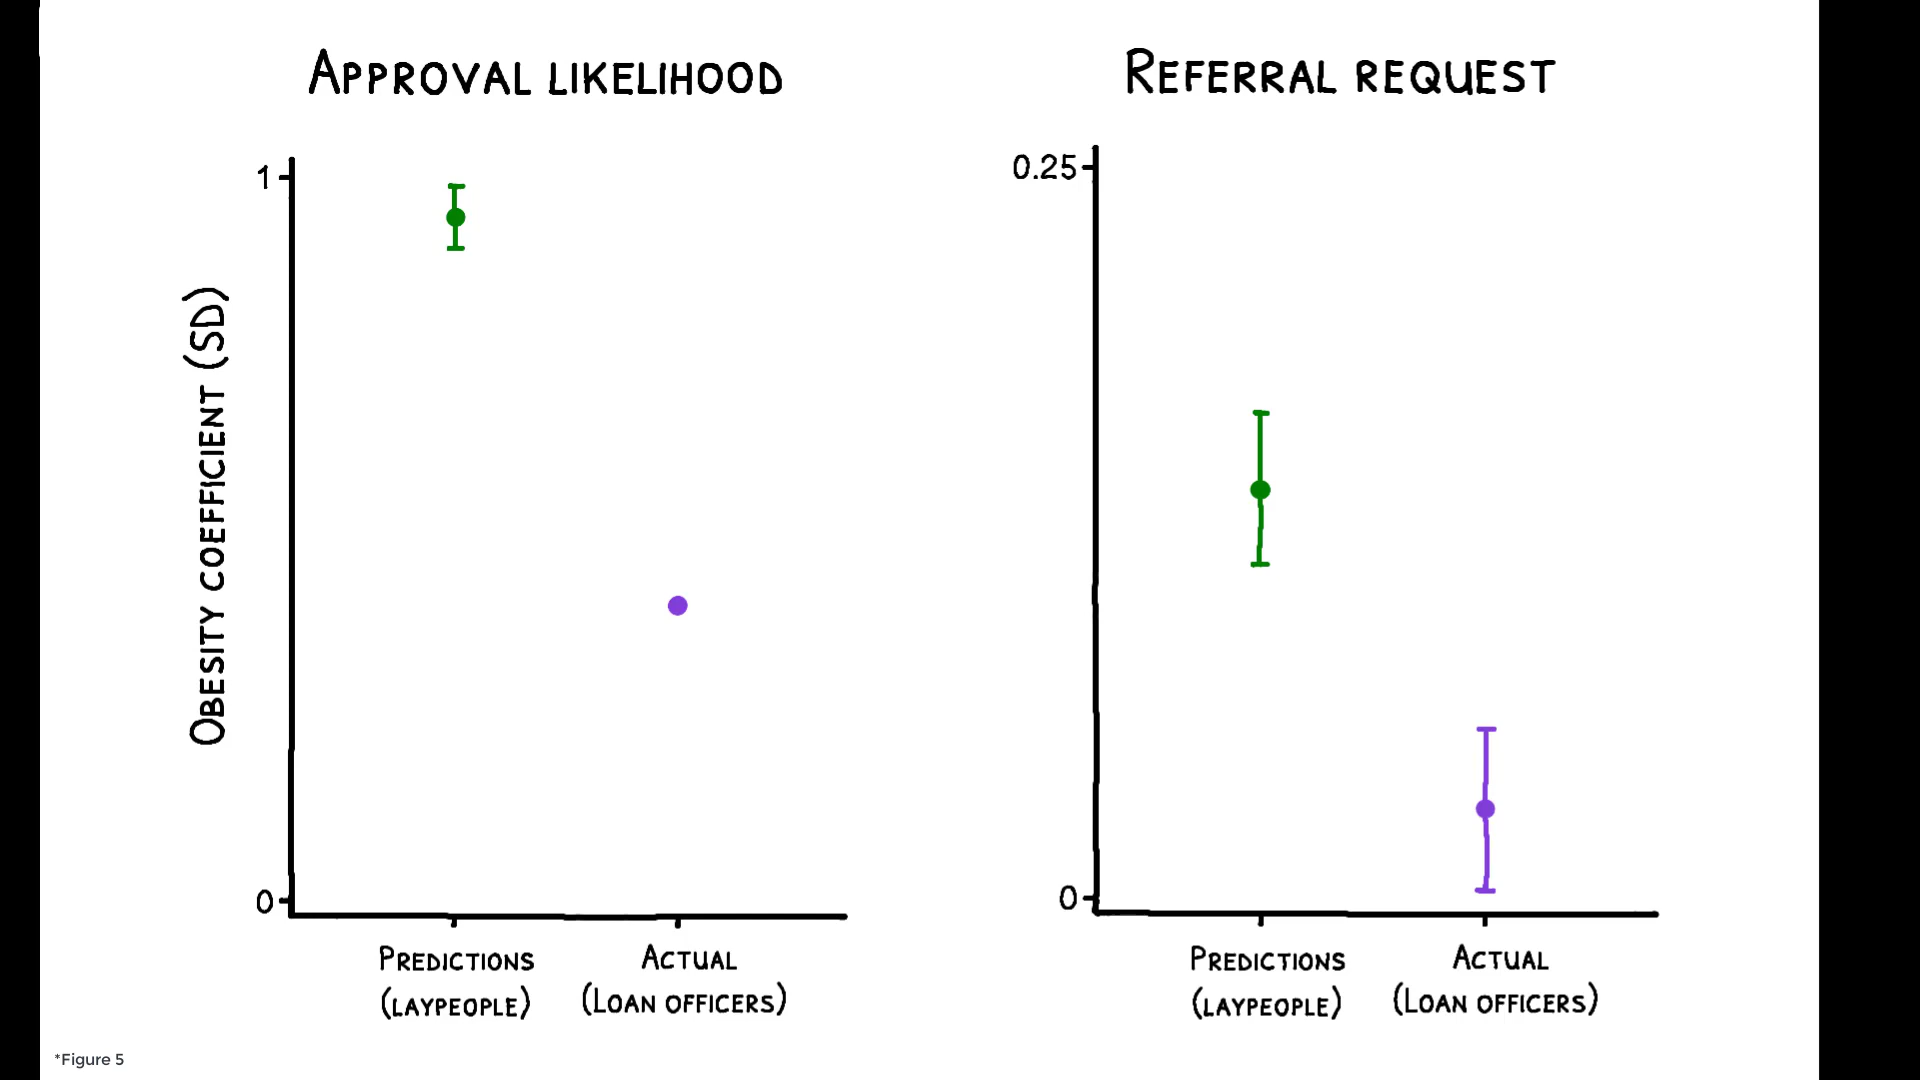 APPROVAL LIKELIHOOD
REFERRAL REQUEST
OBESITY COEFFICIENT (SD)
1
0
PREDICTIONS
(LAYPEOPLE)
ACTUAL
(LOAN OFFICERS)
0.25
0
PREDICTIONS
(LAYPEOPLE)
ACTUAL
(LOAN OFFICERS)
*Figure 5